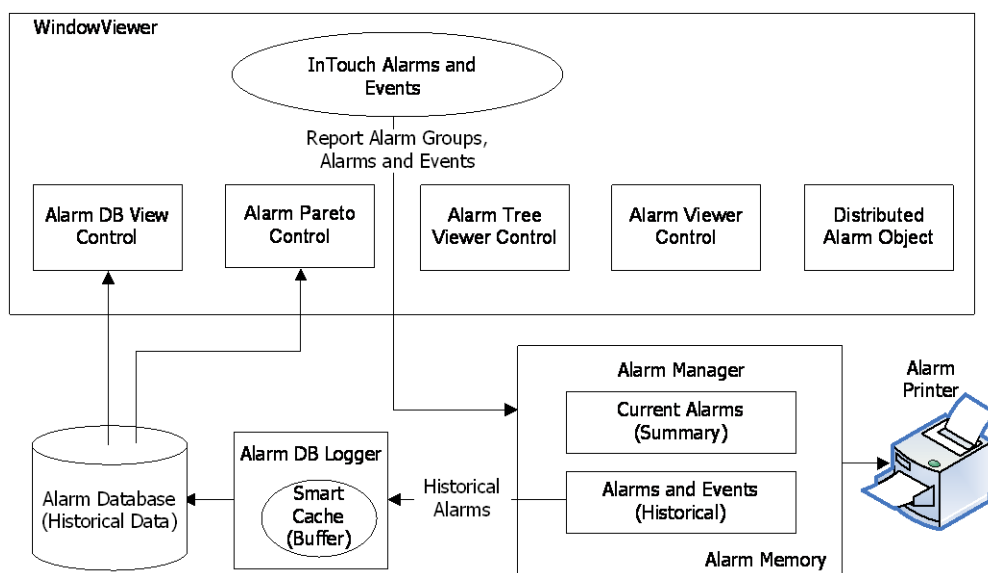 WindowViewer
InTouch Alarms and
Events
Report Alarm Groups,
Alarms and Events
Alarm DB View
Control
Alarm Pareto
Control
Alarm Tree
Viewer Control
Alarm Viewer
Control
Distributed
Alarm Object
Alarm Manager
Current Alarms
(Summary)
Alarms and Events
(Historical)
Alarm Memory
Alarm
Printer
Historical
Alarms
Alarm DB Logger
Smart
Cache
(Buffer)
Alarm Database
(Historical Data)